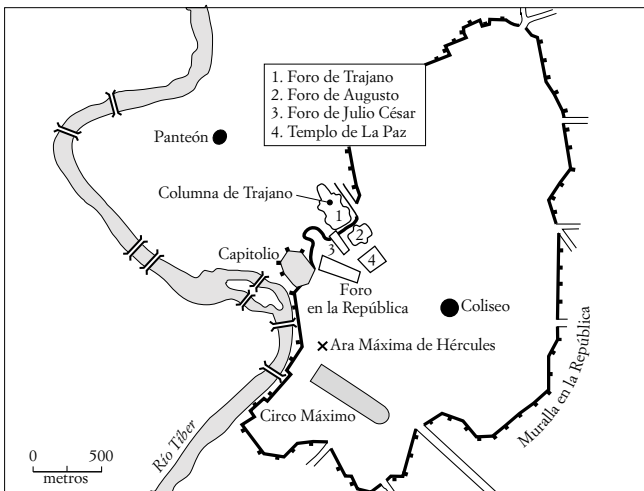 1. Foro de Trajano
2. Foro de Augusto
3. Foro de Julio César
4. Templo de La Paz
Panteón
Columna de Trajano
1
2
3
4
Capitolio
Foro
en la República
Coliseo
Ara Máxima de Hércules
Circo Máximo
Muralla en la República
Río Tíber
0 500
metros